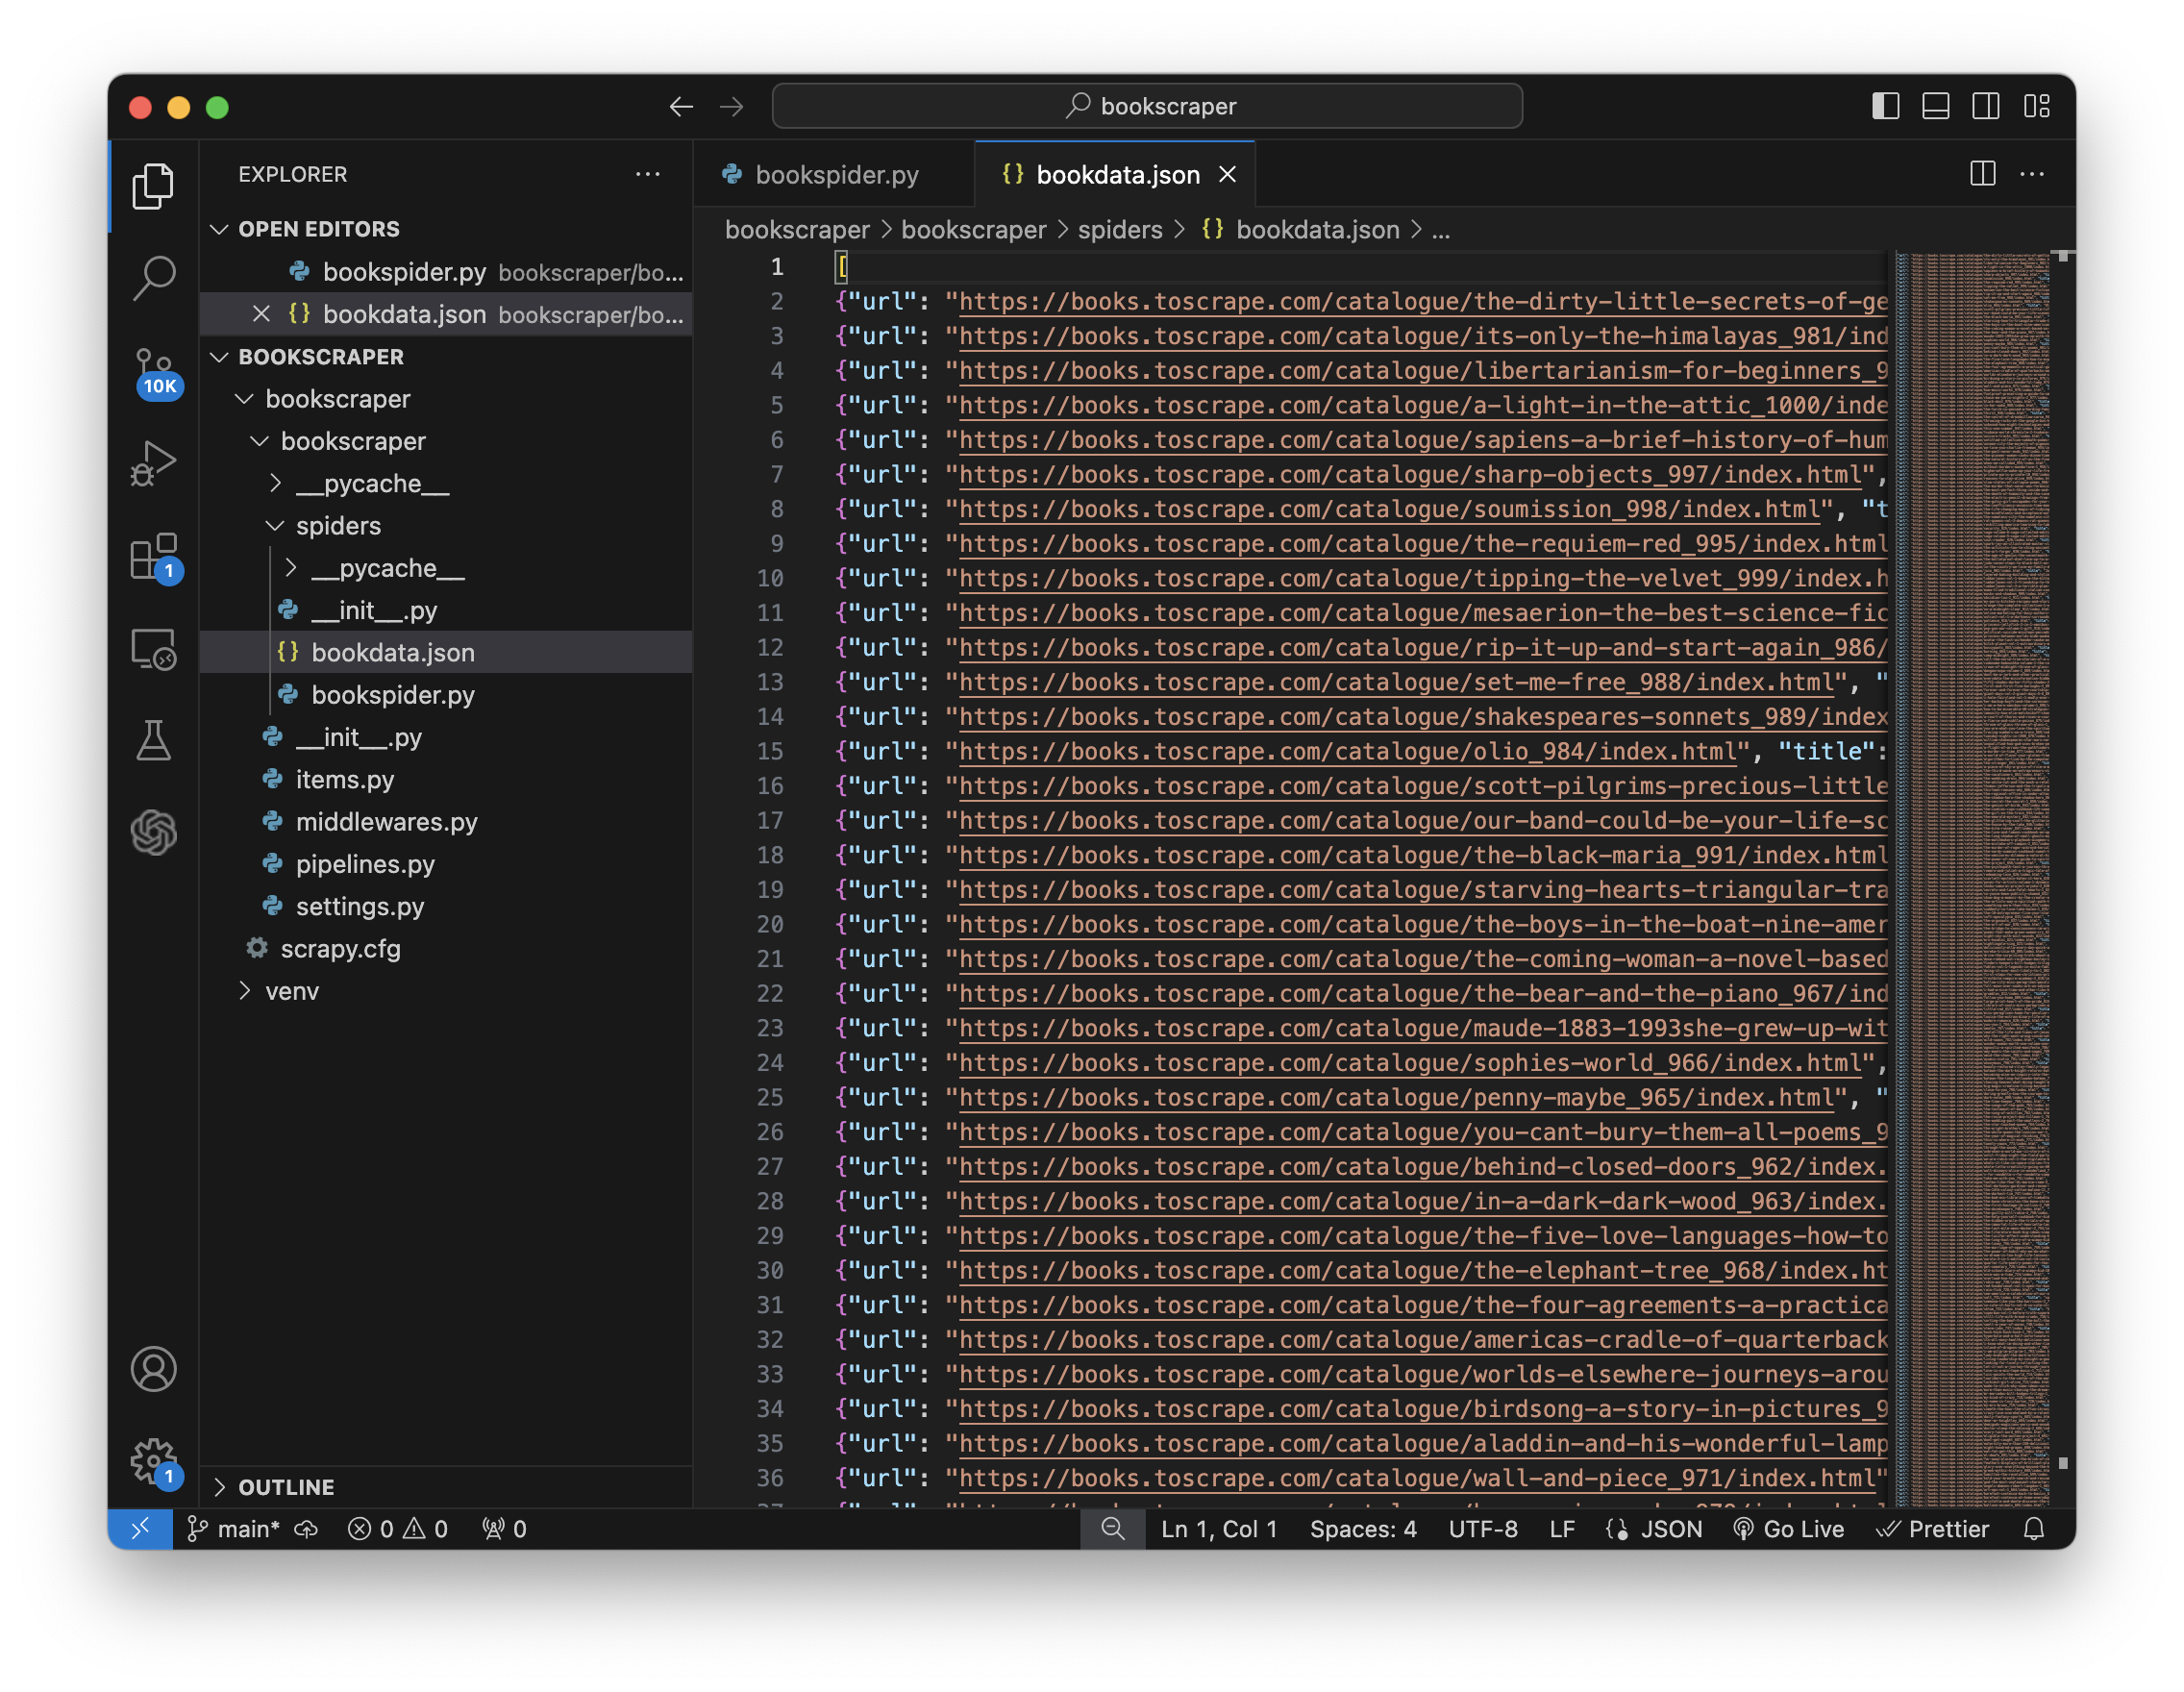 bookscraper
EXPLORER
OPEN EDITORS
bookspider.py bookscraper/bo...
bookdata.json bookscraper/bo...
BOOKSCRAPER
bookscraper
bookscraper
__pycache__
spiders
__pycache__
__init__.py
bookdata.json
bookspider.py
__init__.py
items.py
middlewares.py
pipelines.py
settings.py
scrapy.cfg
venv
OUTLINE
10K
1
1
bookspider.py
{} bookdata.json
bookscraper > bookscraper > spiders > {} bookdata.json > ...
1 [
2 {"url": "https://books.toscrape.com/catalogue/the-dirty-little-secrets-of-ge
3 {"url": "https://books.toscrape.com/catalogue/its-only-the-himalayas_981/ind
4 {"url": "https://books.toscrape.com/catalogue/libertarianism-for-beginners_9
5 {"url": "https://books.toscrape.com/catalogue/a-light-in-the-attic_1000/inde
6 {"url": "https://books.toscrape.com/catalogue/sapiens-a-brief-history-of-hum
7 {"url": "https://books.toscrape.com/catalogue/sharp-objects_997/index.html",
8 {"url": "https://books.toscrape.com/catalogue/soumission_998/index.html", "t
9 {"url": "https://books.toscrape.com/catalogue/the-requiem-red_995/index.html
10 {"url": "https://books.toscrape.com/catalogue/tipping-the-velvet_999/index.h
11 {"url": "https://books.toscrape.com/catalogue/mesaerion-the-best-science-fic
12 {"url": "https://books.toscrape.com/catalogue/rip-it-up-and-start-again_986/
13 {"url": "https://books.toscrape.com/catalogue/set-me-free_988/index.html", "
14 {"url": "https://books.toscrape.com/catalogue/shakespeares-sonnets_989/index
15 {"url": "https://books.toscrape.com/catalogue/olio_984/index.html", "title":
16 {"url": "https://books.toscrape.com/catalogue/scott-pilgrims-precious-little
17 {"url": "https://books.toscrape.com/catalogue/our-band-could-be-your-life-sc
18 {"url": "https://books.toscrape.com/catalogue/the-black-maria_991/index.html
19 {"url": "https://books.toscrape.com/catalogue/starving-hearts-triangular-tra
20 {"url": "https://books.toscrape.com/catalogue/the-boys-in-the-boat-nine-amer
21 {"url": "https://books.toscrape.com/catalogue/the-coming-woman-a-novel-based
22 {"url": "https://books.toscrape.com/catalogue/the-bear-and-the-piano_967/ind
23 {"url": "https://books.toscrape.com/catalogue/maude-1883-1993she-grew-up-wit
24 {"url": "https://books.toscrape.com/catalogue/sophies-world_966/index.html",
25 {"url": "https://books.toscrape.com/catalogue/penny-maybe_965/index.html", "
26 {"url": "https://books.toscrape.com/catalogue/you-cant-bury-them-all-poems_9
27 {"url": "https://books.toscrape.com/catalogue/behind-closed-doors_962/index.
28 {"url": "https://books.toscrape.com/catalogue/in-a-dark-dark-wood_963/index.
29 {"url": "https://books.toscrape.com/catalogue/the-five-love-languages-how-to
30 {"url": "https://books.toscrape.com/catalogue/the-elephant-tree_968/index.ht
31 {"url": "https://books.toscrape.com/catalogue/the-four-agreements-a-practica
32 {"url": "https://books.toscrape.com/catalogue/americas-cradle-of-quarterback
33 {"url": "https://books.toscrape.com/catalogue/worlds-elsewhere-journeys-arou
34 {"url": "https://books.toscrape.com/catalogue/birdsong-a-story-in-pictures_9
35 {"url": "https://books.toscrape.com/catalogue/aladdin-and-his-wonderful-lamp
36 {"url": "https://books.toscrape.com/catalogue/wall-and-piece_971/index.html"
main* 0 0 0 Ln 1, Col 1 Spaces: 4 UTF-8 LF JSON Go Live Prettier